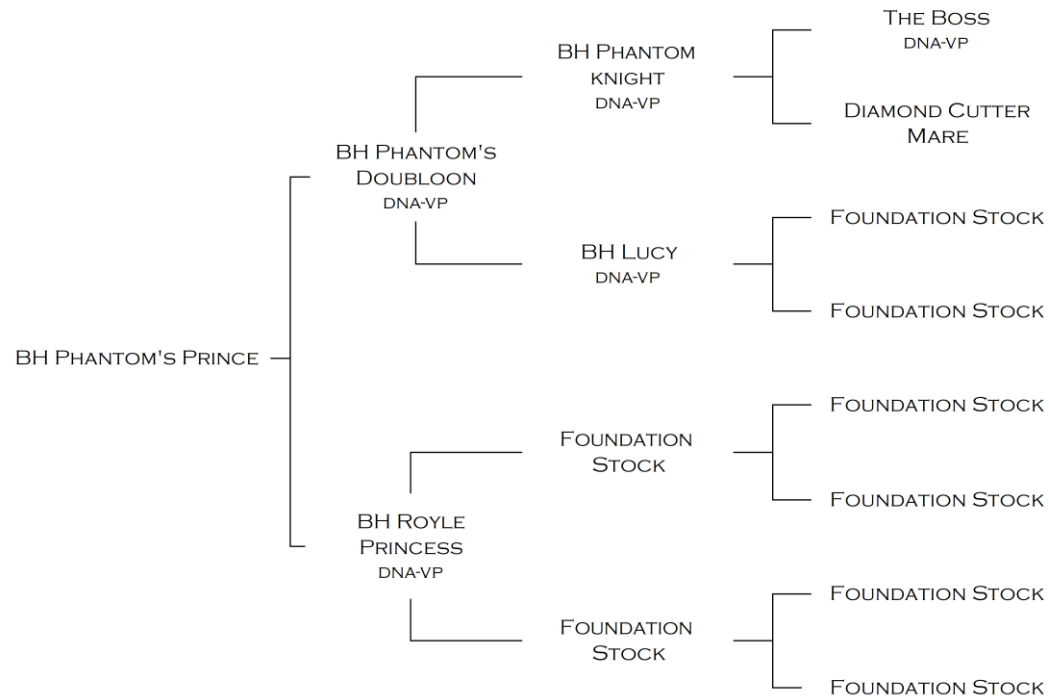 The Boss
DNA-VP
BH Phantom
knight
DNA-VP
Diamond Cutter
Mare
BH Phantom's
Doubloon
DNA-VP
Foundation Stock
BH Lucy
DNA-VP
Foundation Stock
BH Phantom's Prince
Foundation Stock
Foundation
Stock
Foundation Stock
BH Royle
Princess
DNA-VP
Foundation Stock
Foundation
Stock
Foundation Stock